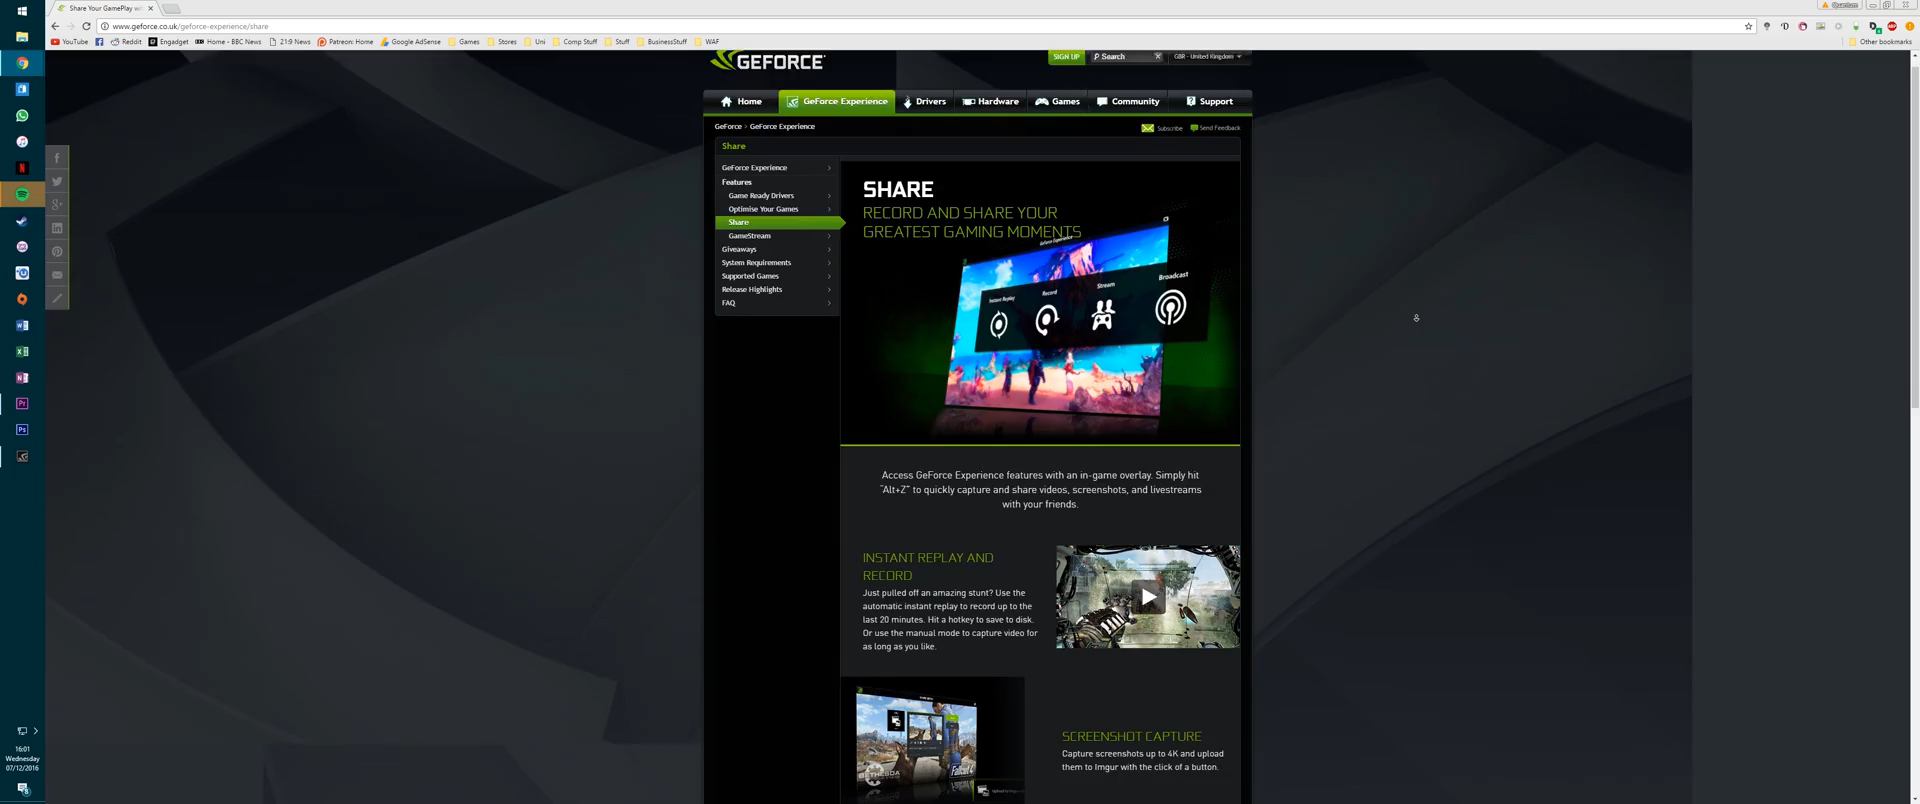 Share Your GamePlay wi
Quantum
www.geforce.co.uk/geforce-experience/share
YouTube Reddit Engadget Home - BBC News 21:9 News Patreon: Home Google AdSense Games Stores Uni Comp Stuff Stuff BusinessStuff WAF Other bookmarks
GEFORCE
SIGN UP Search GBR - United Kingdom
Home GeForce Experience Drivers Hardware Games Community Support
GeForce > GeForce Experience
Subscribe Send Feedback
Share
GeForce Experience
Features
Game Ready Drivers
Optimise Your Games
Share
GameStream
Giveaways
System Requirements
Supported Games
Release Highlights
FAQ
SHARE
RECORD AND SHARE YOUR
GREATEST GAMING MOMENTS
GeForce Experience
Instant Replay Record Stream Broadcast
Access GeForce Experience features with an in-game overlay. Simply hit
"Alt+Z" to quickly capture and share videos, screenshots, and livestreams
with your friends.
INSTANT REPLAY AND
RECORD
Just pulled off an amazing stunt? Use the
automatic instant replay to record up to the
last 20 minutes. Hit a hotkey to save to disk.
Or use the manual mode to capture video for
as long as you like.
BETHESDA
Fallout 4
SCREENSHOT CAPTURE
Capture screenshots up to 4K and upload
them to Imgur with the click of a button.
16:01
Wednesday
07/12/2016